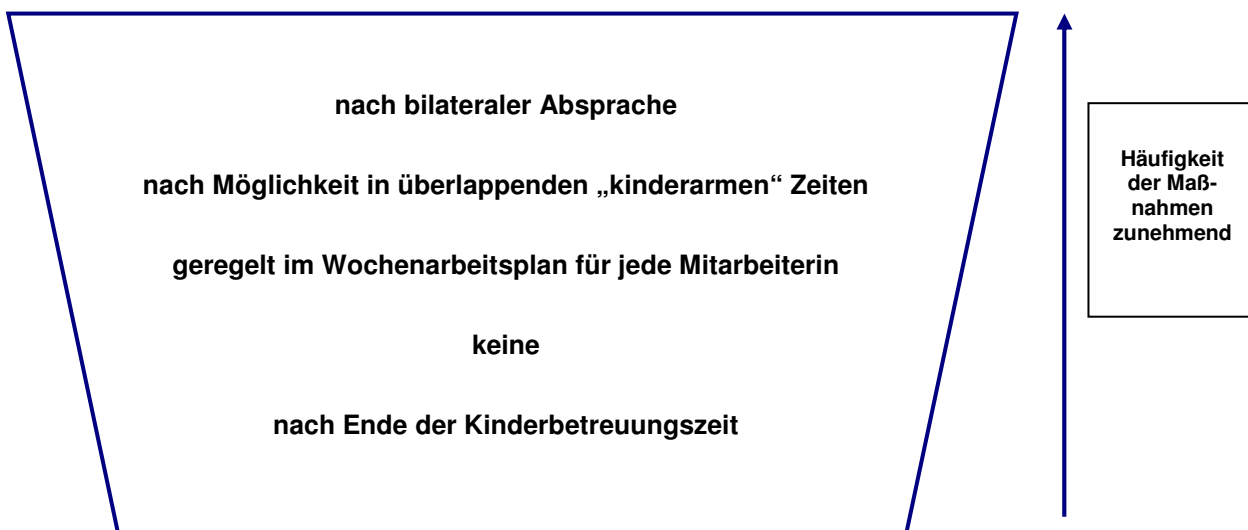 nach bilateraler Absprache
nach Möglichkeit in überlappenden „kinderarmen“ Zeiten
geregelt im Wochenarbeitsplan für jede Mitarbeiterin
keine
nach Ende der Kinderbetreuungszeit
Häufigkeit
der Maß-
nahmen
zunehmend